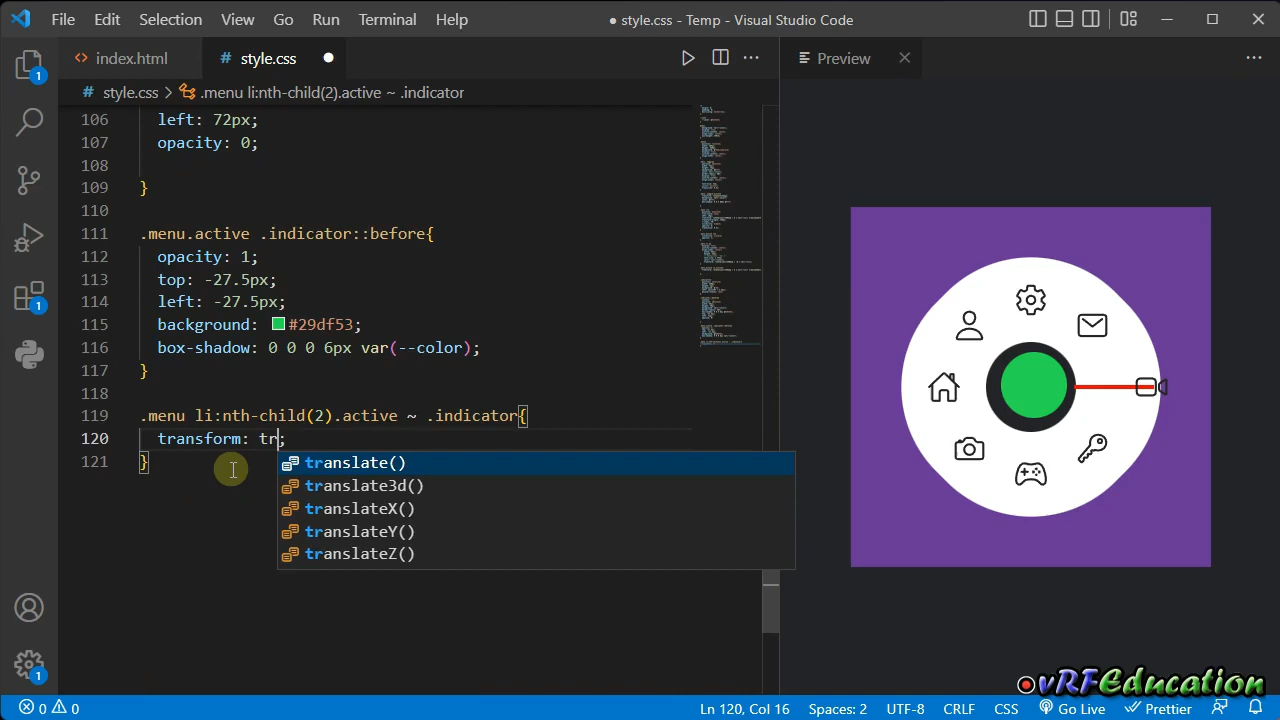 File Edit Selection View Go Run Terminal Help
● style.css - Temp - Visual Studio Code
index.html
# style.css ●
Preview
# style.css > .menu li:nth-child(2).active ~ .indicator
106 left: 72px;
107 opacity: 0;
108
109 }
110
111 .menu.active .indicator::before{
112 opacity: 1;
113 top: -27.5px;
114 left: -27.5px;
115 background: #29df53;
116 box-shadow: 0 0 0 6px var(--color);
117 }
118
119 .menu li:nth-child(2).active ~ .indicator{
120 transform: tr;
121 }
translate()
translate3d()
translateX()
translateY()
translateZ()
1
1
1
0 0
Ln 120, Col 16 Spaces: 2 UTF-8 CRLF CSS Go Live Prettier
vRFEducation